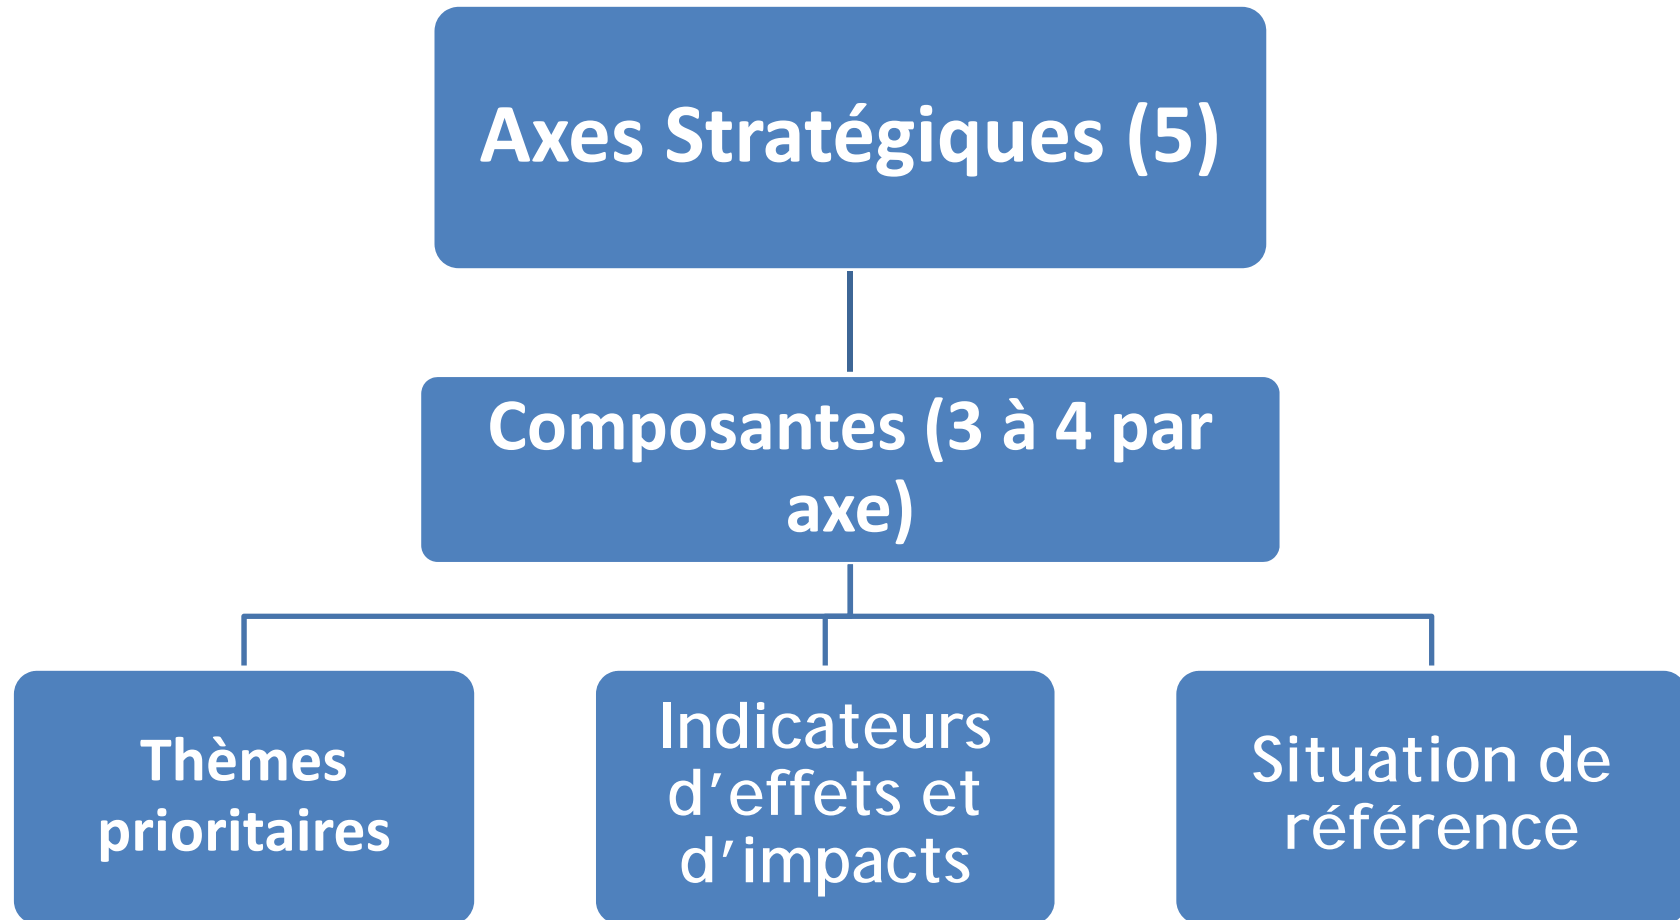 Axes Stratégiques (5)
Composantes (3 à 4 par
axe)
Thèmes
prioritaires
Indicateurs
d’effets et
d’impacts
Situation de
référence